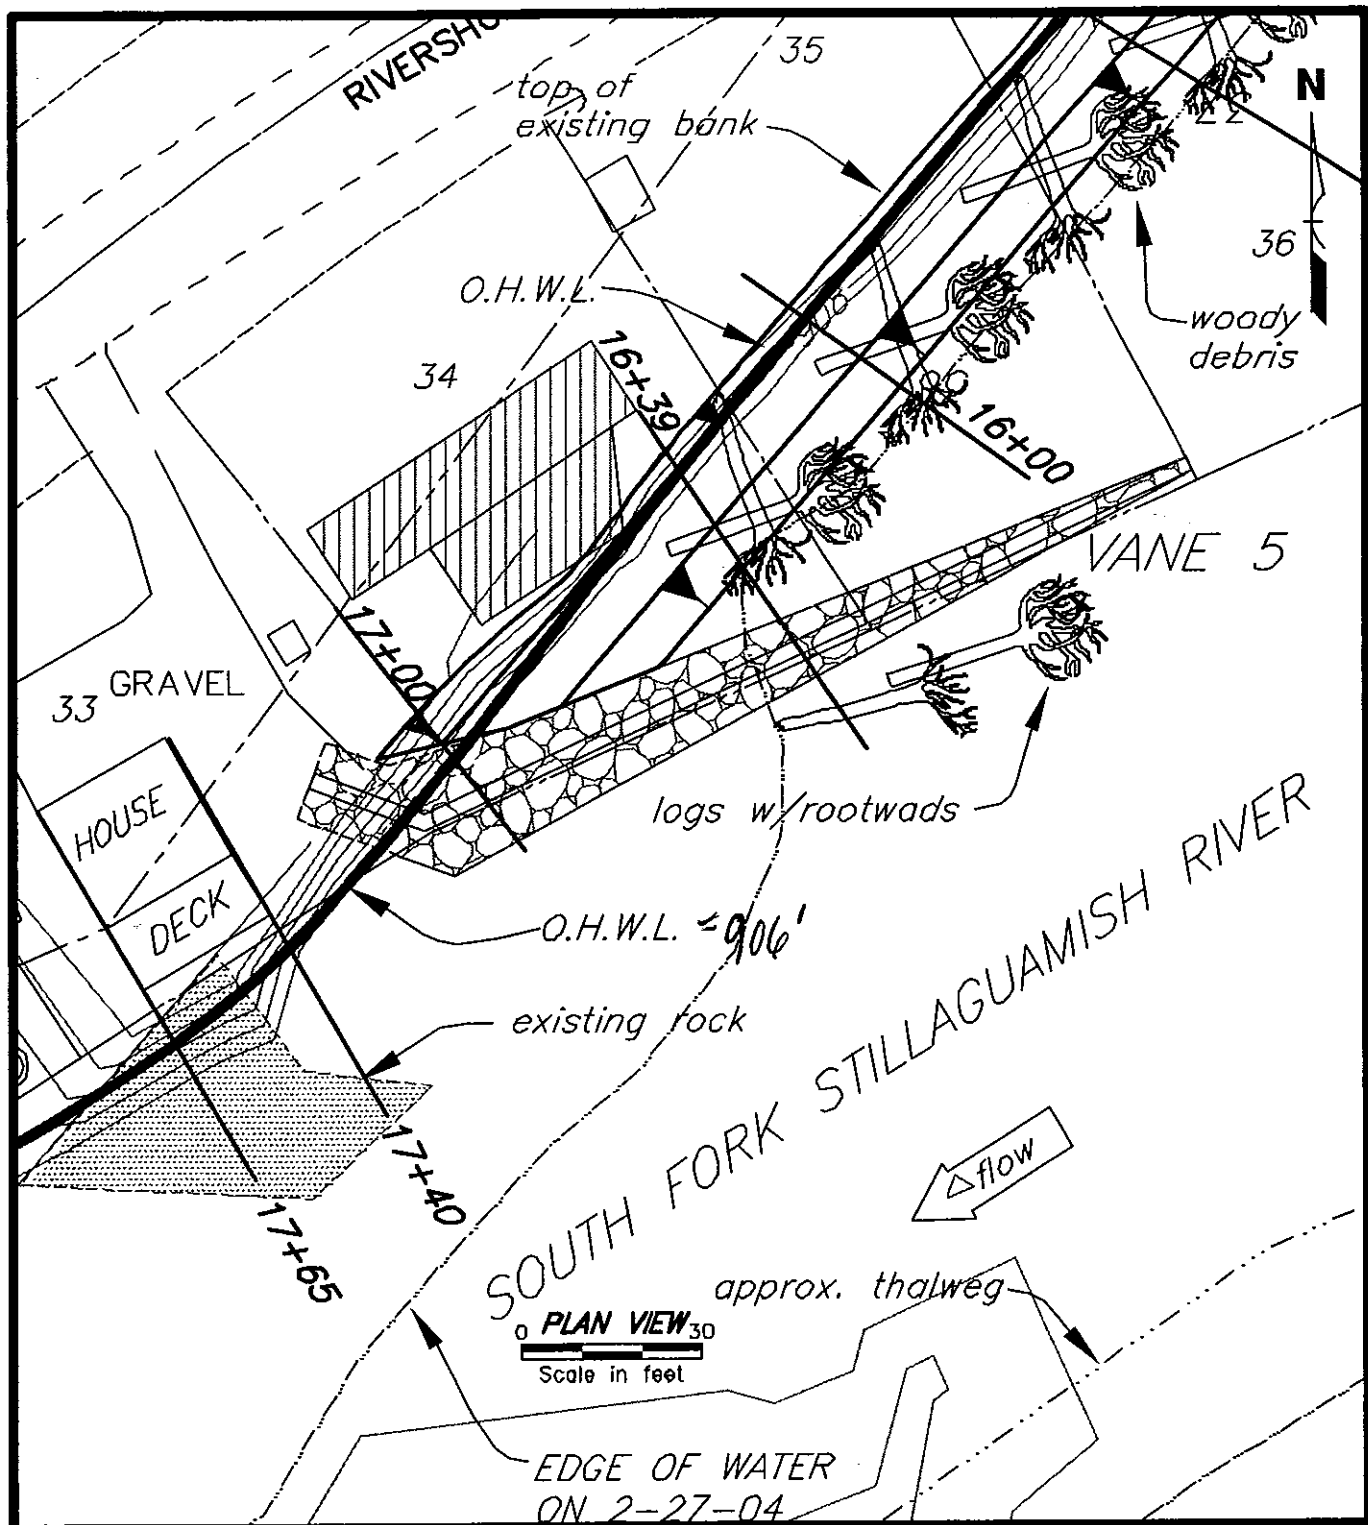 35
top of
existing bank
N
36
O.H.W.L.
woody
debris
34
16+39
16+00
VANE 5
17+00
33
GRAVEL
HOUSE
logs w/rootwads
DECK
O.H.W.L. = 906'
existing rock
SOUTH FORK STILLAGUAMISH RIVER
17+40
flow
17+65
approx. thalweg
0 PLAN VIEW 30
Scale in feet
EDGE OF WATER
ON 2-27-04